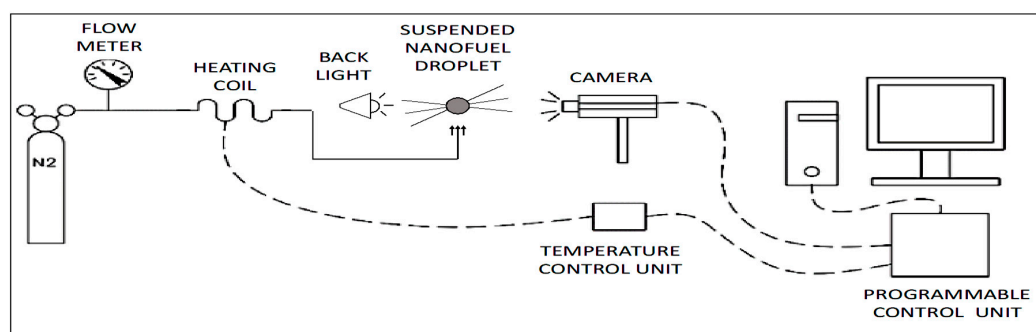 FLOW
METER
HEATING
COIL
BACK
LIGHT
SUSPENDED
NANOFUEL
DROPLET
CAMERA
N2
TEMPERATURE
CONTROL UNIT
PROGRAMMABLE
CONTROL UNIT